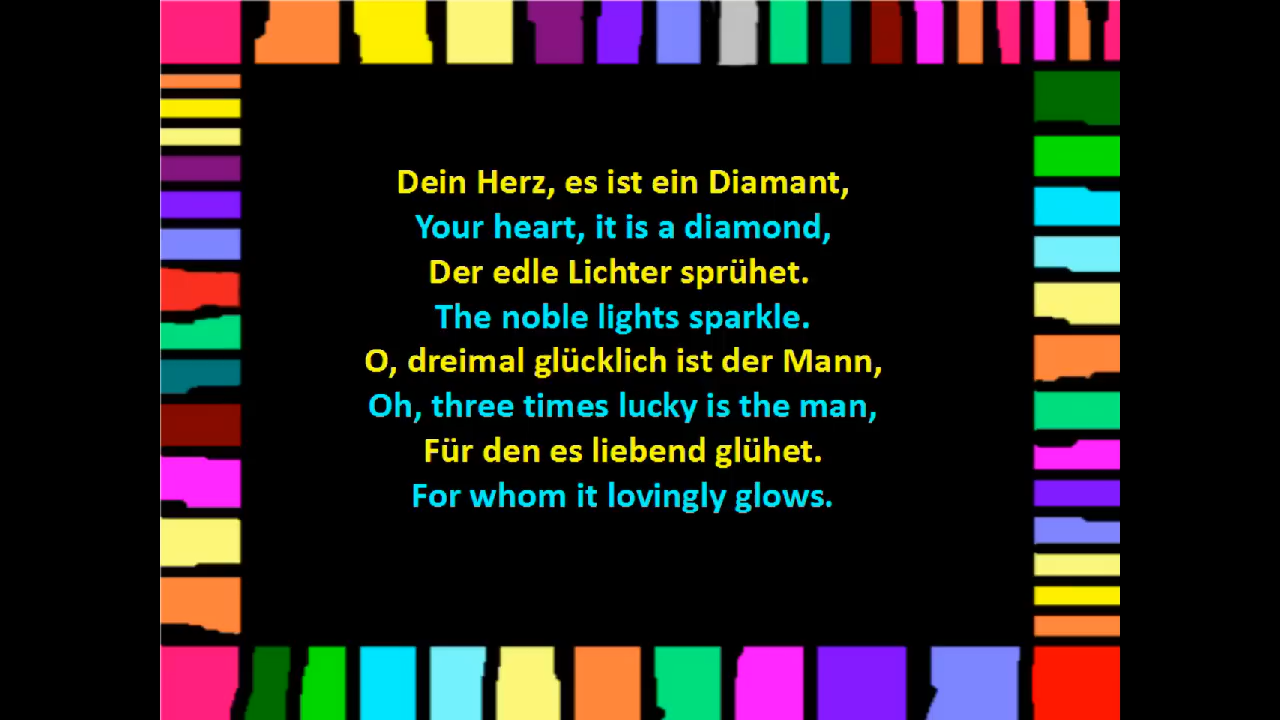 Dein Herz, es ist ein Diamant,
Your heart, it is a diamond,
Der edle Lichter sprühet.
The noble lights sparkle.
O, dreimal glücklich ist der Mann,
Oh, three times lucky is the man,
Für den es liebend glühet.
For whom it lovingly glows.